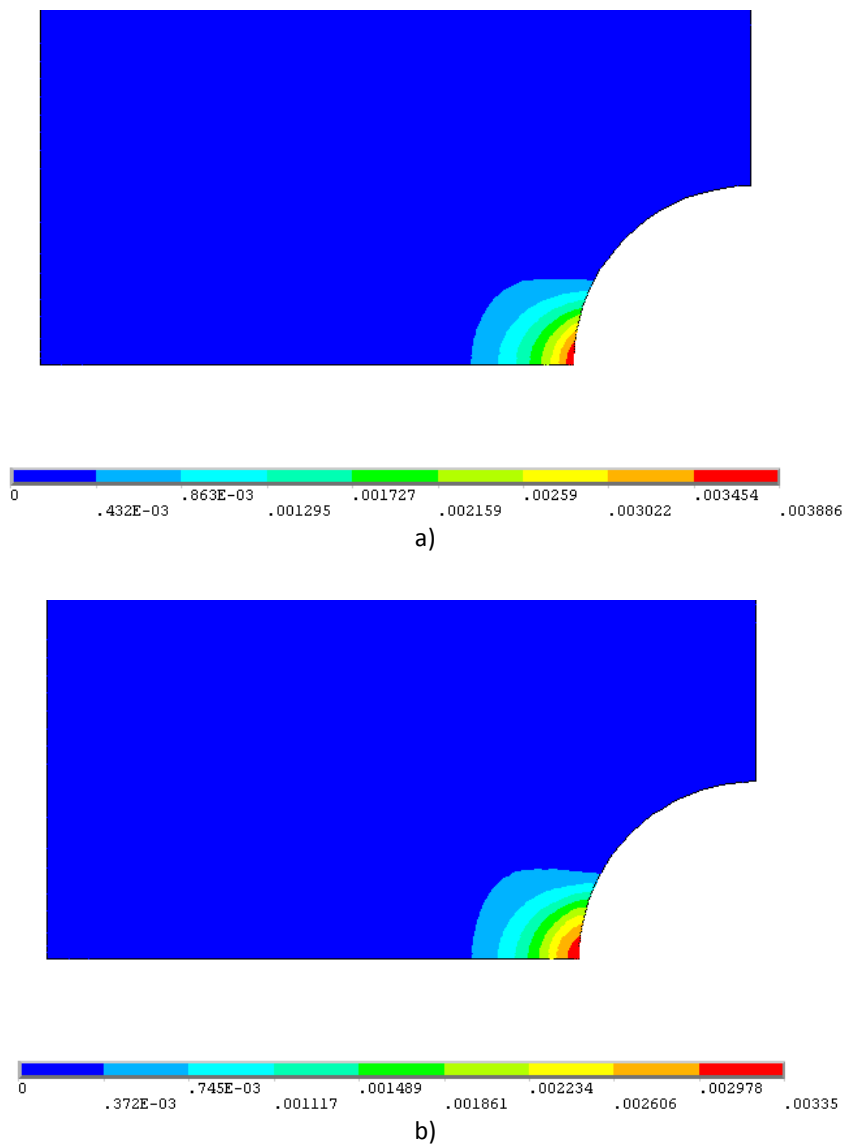 0 .863E-03 .001727 .00259 .003454
.432E-03 .001295 .002159 .003022 .003886
a)
0 .745E-03 .001489 .002234 .002978
.372E-03 .001117 .001861 .002606 .00335
b)